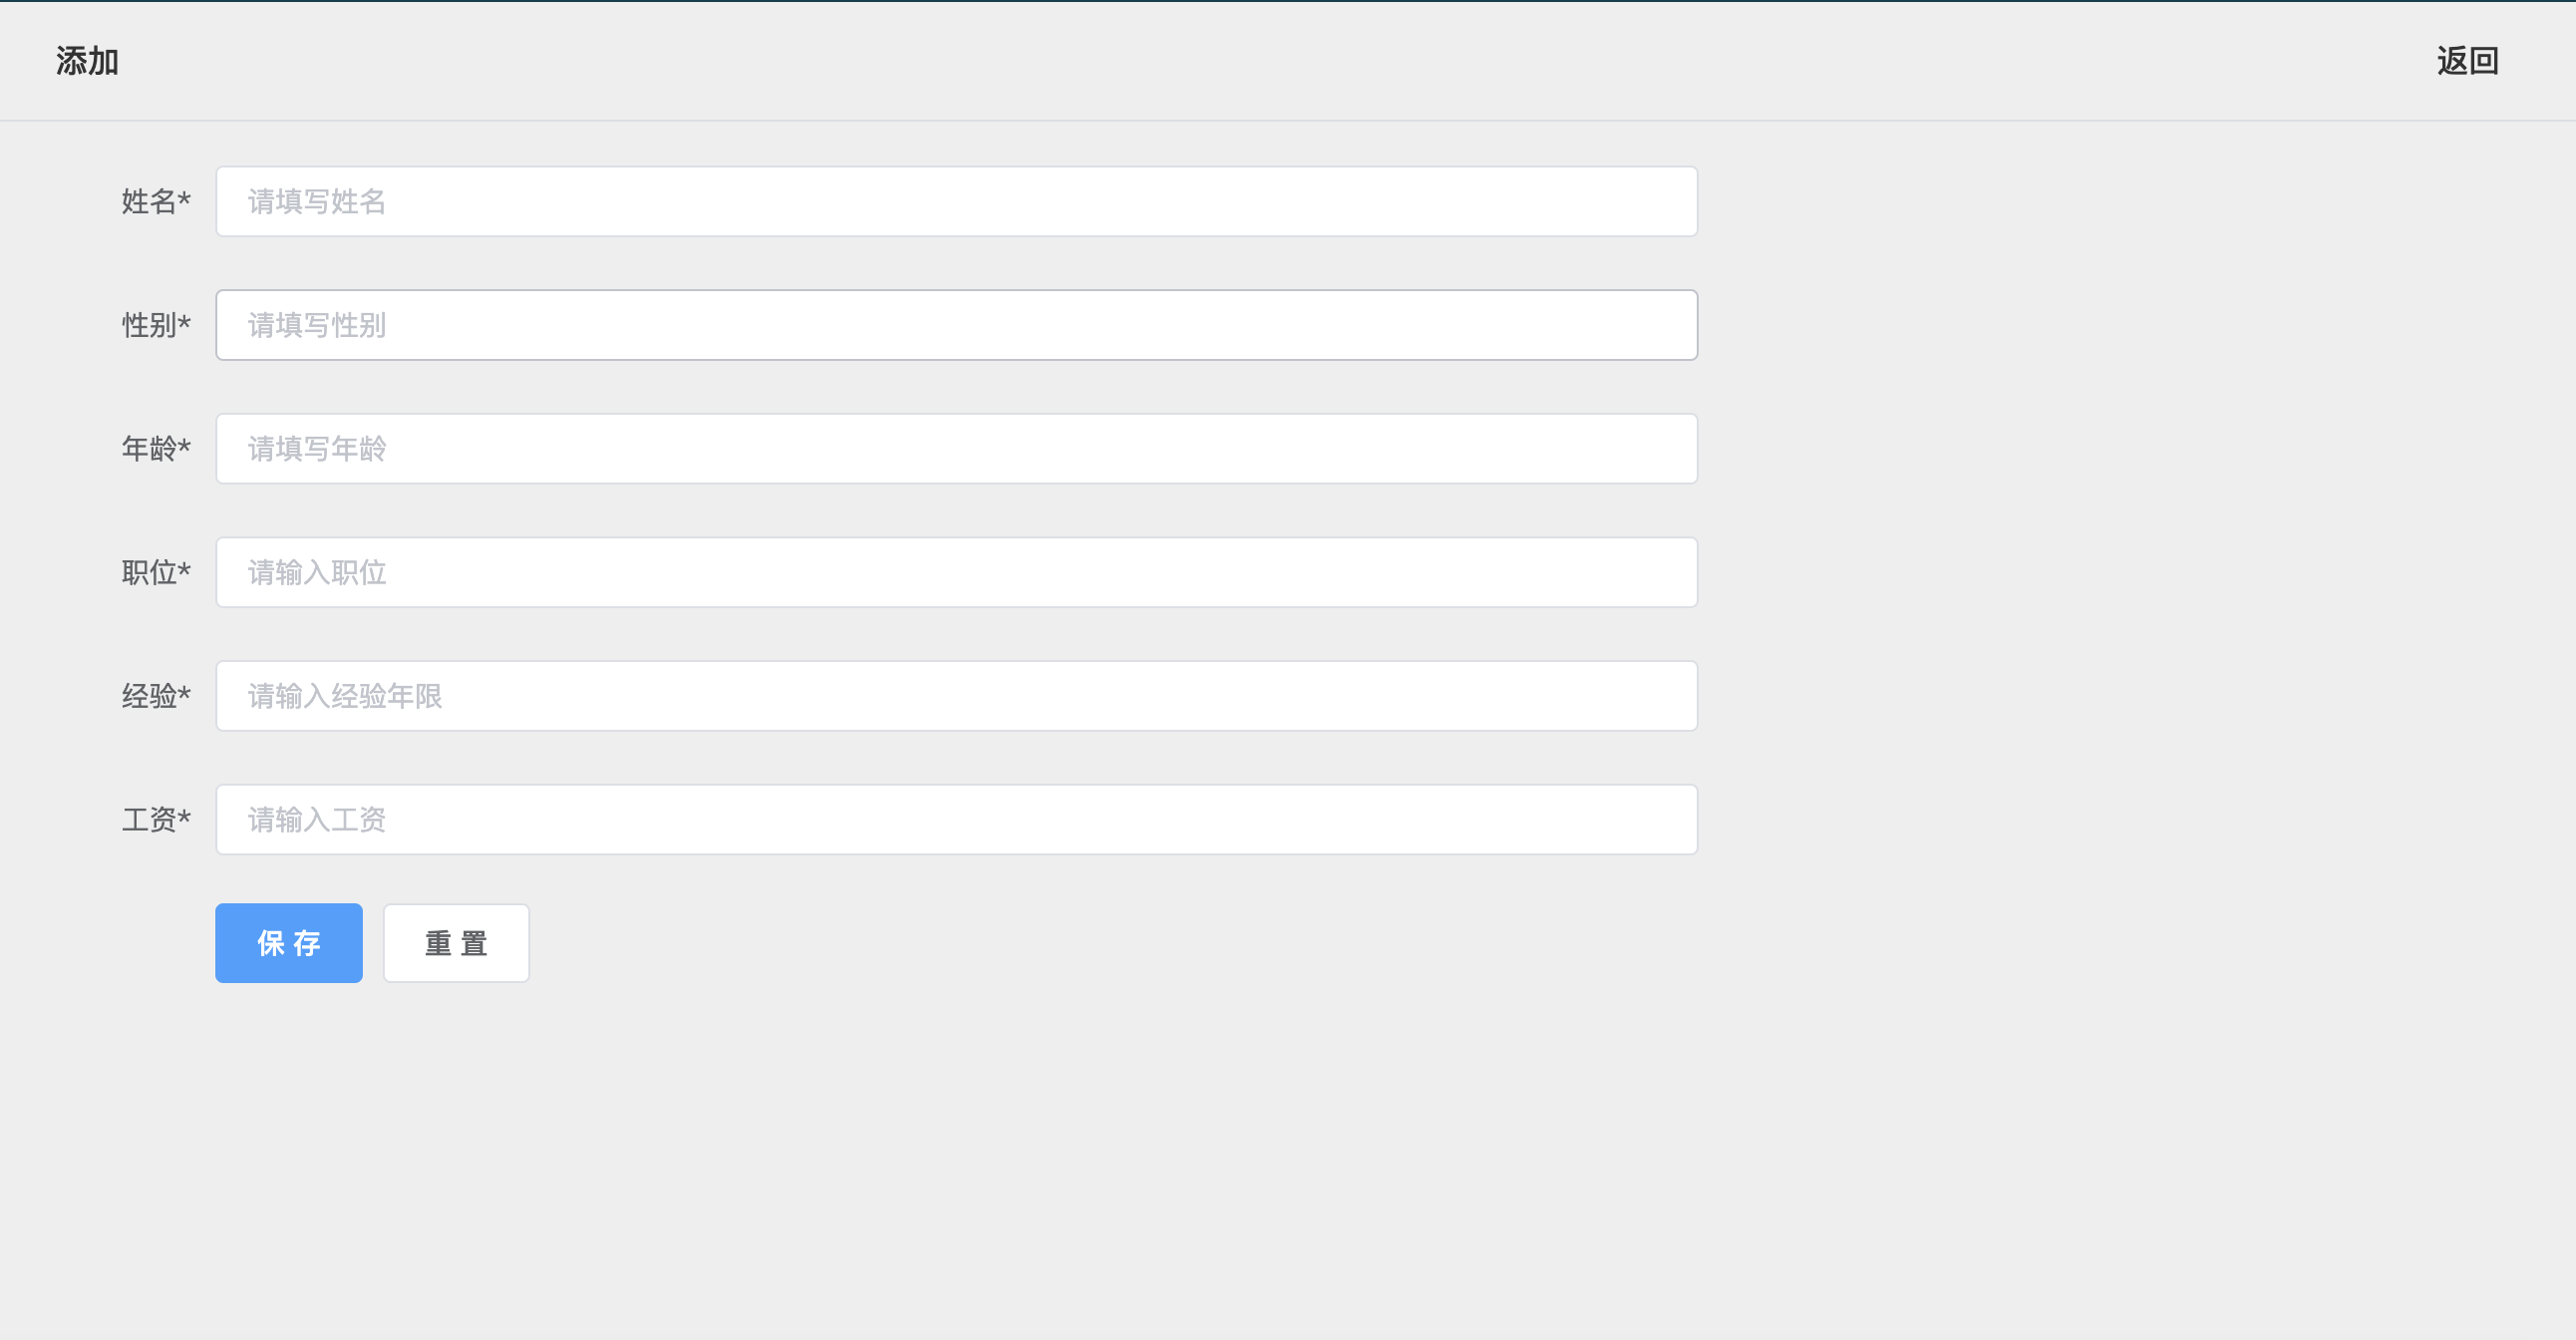 添加 返回
姓名* 请填写姓名
性别* 请填写性别
年龄* 请填写年龄
职位* 请输入职位
经验* 请输入经验年限
工资* 请输入工资
保 存 重 置